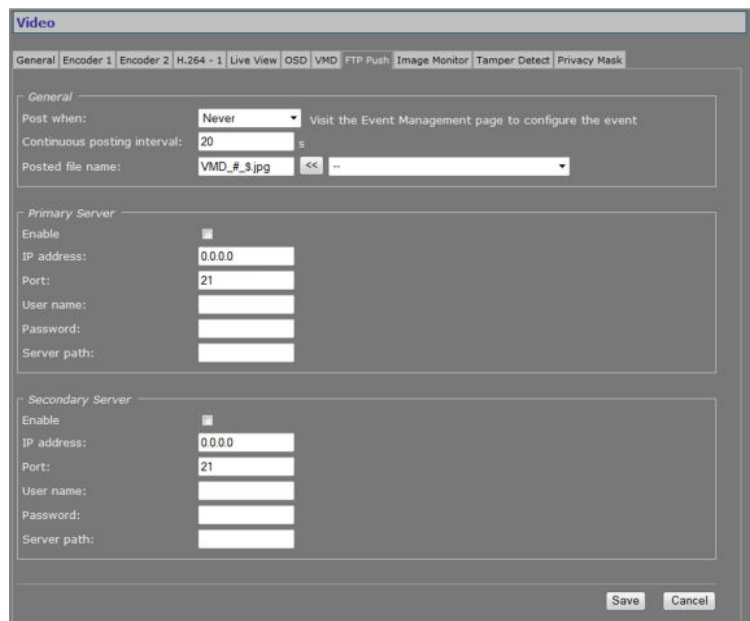 Video
General Encoder 1 Encoder 2 H.264 - 1 Live View OSD VMD FTP Push Image Monitor Tamper Detect Privacy Mask
General
Post when: Never Visit the Event Management page to configure the event
Continuous posting interval: 20 s
Posted file name: VMD_#_$.jpg << --
Primary Server
Enable
IP address: 0.0.0.0
Port: 21
User name:
Password:
Server path:
Secondary Server
Enable
IP address: 0.0.0.0
Port: 21
User name:
Password:
Server path:
Save Cancel